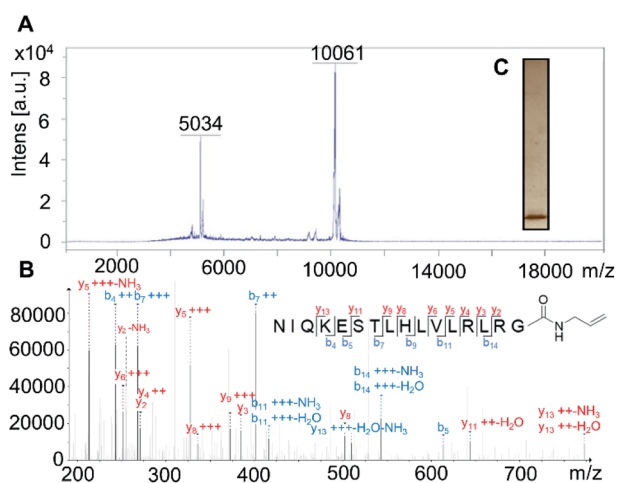 A
x10⁴
8
6
4
2
0
Intens [a.u.]
5034
10061
C
2000 6000 10000 14000 18000 m/z
B
80000
60000
40000
20000
0
y₅ +++-NH₃
b₄ ++ b₇ +++
y₂ -NH₃
y₆ +++
y₄ ++
y₂
y₅ +++
y₈ +++
y₉ +++
y₃
b₇ ++
b₁₁ +++-NH₃
b₁₁ +++-H₂O
y₁₃ +++-H₂O-NH₃
y₈
b₁₄ +++-NH₃
b₁₄ +++-H₂O
b₅
y₁₁ ++-H₂O
y₁₃ ++-NH₃
y₁₃ ++-H₂O
y₁₃ y₁₁ y₉ y₈ y₆ y₅ y₄ y₃ y₂
N I Q K E S T L H L V L R L R G
b₄ b₅ b₇ b₉ b₁₁ b₁₄
O
N
H
200 300 400 500 600 700 m/z